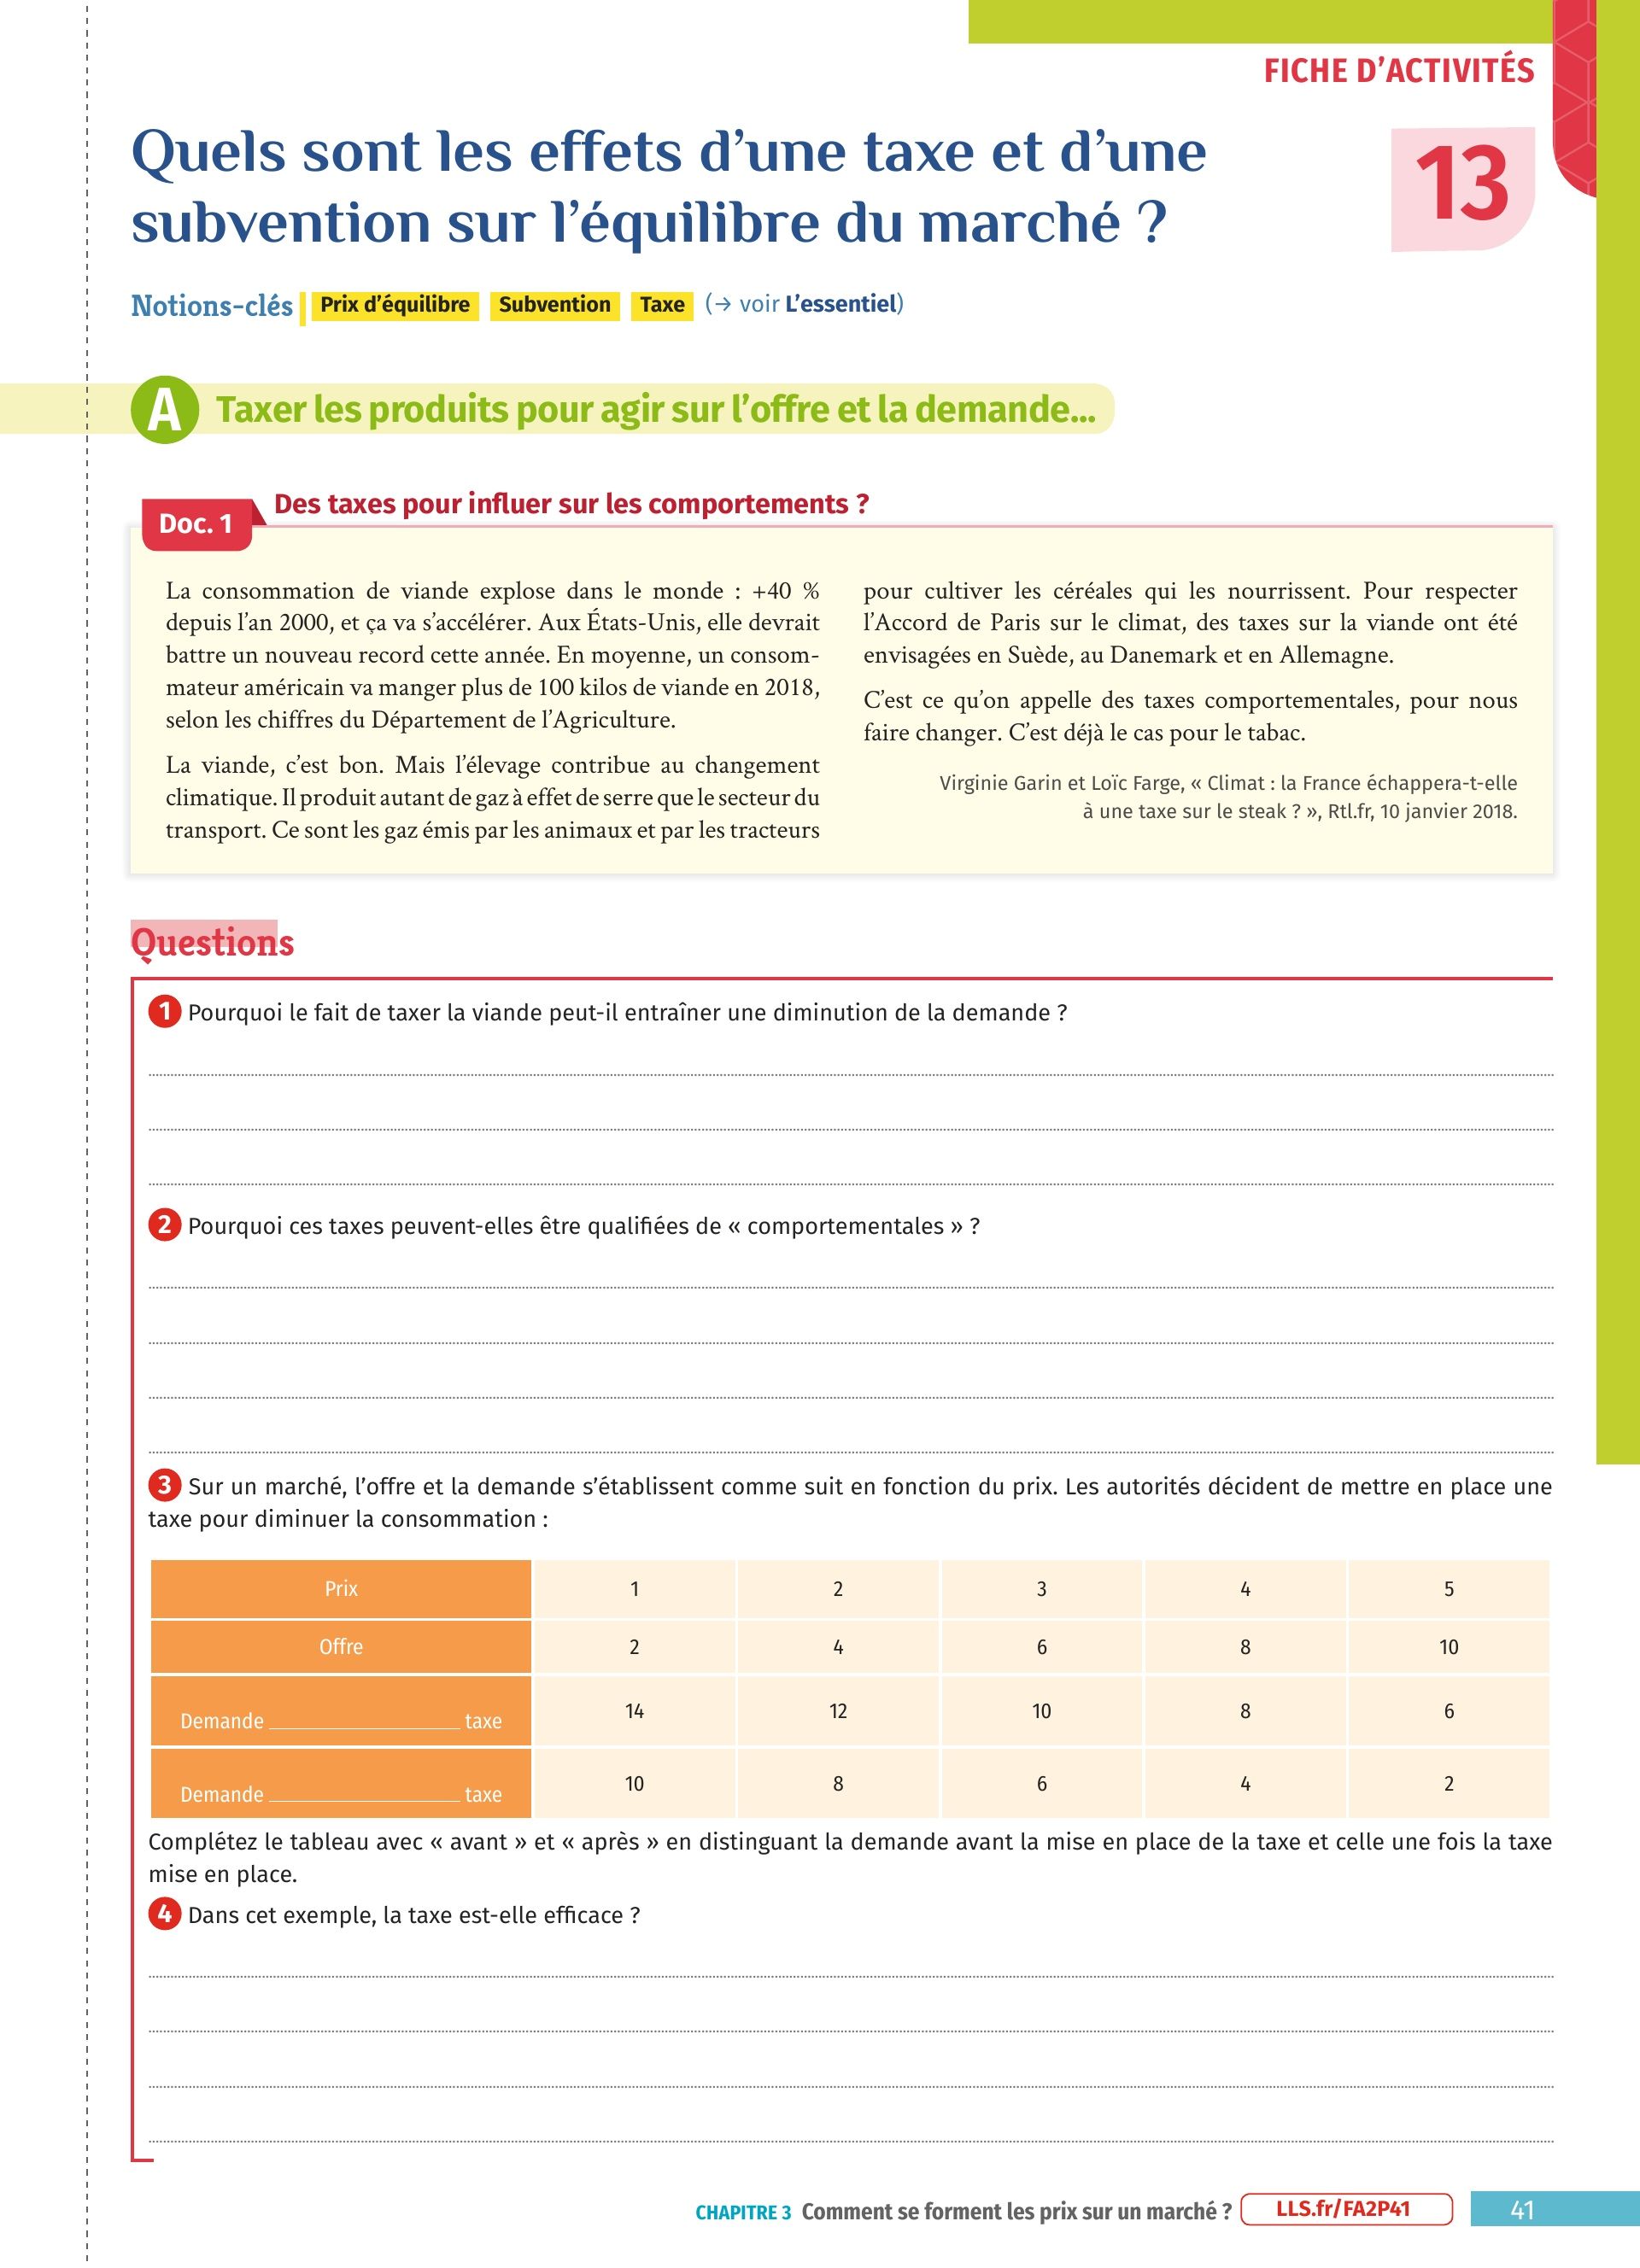 FICHE D'ACTIVITÉS
Quels sont les effets d'une taxe et d'une
subvention sur l'équilibre du marché ?
13
Notions-clés Prix d'équilibre Subvention Taxe (→ voir L'essentiel)
A Taxer les produits pour agir sur l'offre et la demande...
Doc. 1 Des taxes pour influer sur les comportements ?
La consommation de viande explose dans le monde : +40 %
depuis l'an 2000, et ça va s'accélérer. Aux États-Unis, elle devrait
battre un nouveau record cette année. En moyenne, un consom-
mateur américain va manger plus de 100 kilos de viande en 2018,
selon les chiffres du Département de l'Agriculture.
La viande, c'est bon. Mais l'élevage contribue au changement
climatique. Il produit autant de gaz à effet de serre que le secteur du
transport. Ce sont les gaz émis par les animaux et par les tracteurs
pour cultiver les céréales qui les nourrissent. Pour respecter
l'Accord de Paris sur le climat, des taxes sur la viande ont été
envisagées en Suède, au Danemark et en Allemagne.
C'est ce qu'on appelle des taxes comportementales, pour nous
faire changer. C'est déjà le cas pour le tabac.
Virginie Garin et Loïc Farge, « Climat : la France échappera-t-elle
à une taxe sur le steak ? », Rtl.fr, 10 janvier 2018.
Questions
1 Pourquoi le fait de taxer la viande peut-il entraîner une diminution de la demande ?
2 Pourquoi ces taxes peuvent-elles être qualifiées de « comportementales » ?
3 Sur un marché, l'offre et la demande s'établissent comme suit en fonction du prix. Les autorités décident de mettre en place une
taxe pour diminuer la consommation :
Prix 1 2 3 4 5
Offre 2 4 6 8 10
Demande ________ taxe 14 12 10 8 6
Demande ________ taxe 10 8 6 4 2
Complétez le tableau avec « avant » et « après » en distinguant la demande avant la mise en place de la taxe et celle une fois la taxe
mise en place.
4 Dans cet exemple, la taxe est-elle efficace ?
CHAPITRE 3 Comment se forment les prix sur un marché ? LLS.fr/FA2P41 41